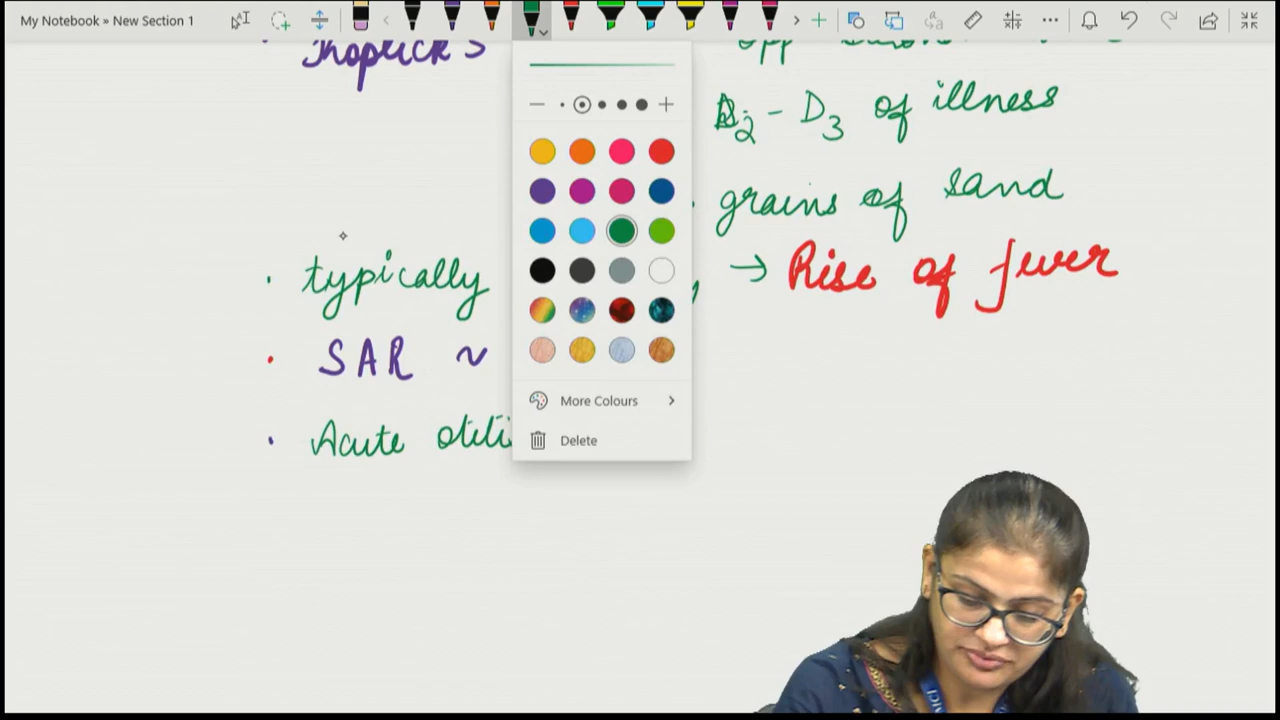 My Notebook » New Section 1
Koplick's
opp
D2 - D3 of illness
grains of sand
typically
→ Rise of fever
SAR ~
Acute otiti
More Colours
Delete